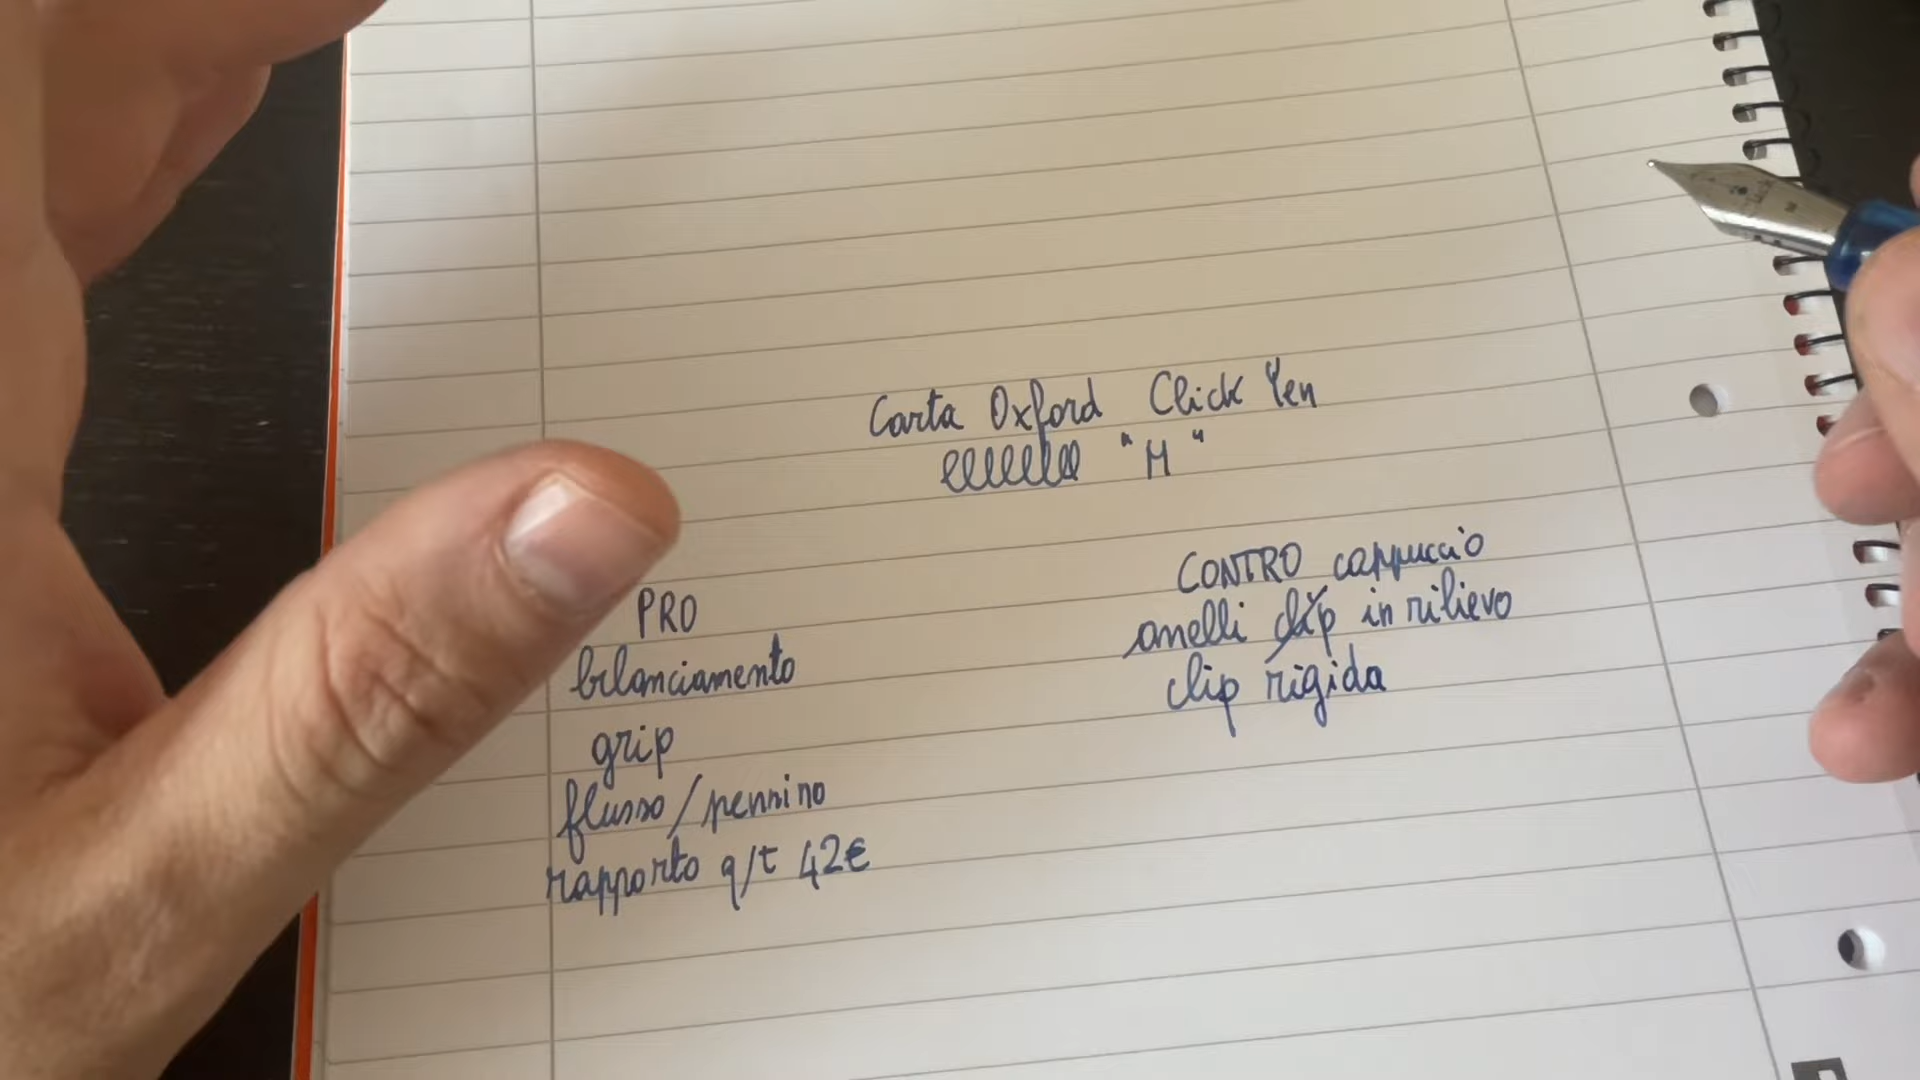 Carta Oxford Click Pen
"M"
PRO
bilanciamento
grip
flusso/pennino
rapporto q/t 42€
CONTRO cappuccio
anelli clip in rilievo
clip rigida